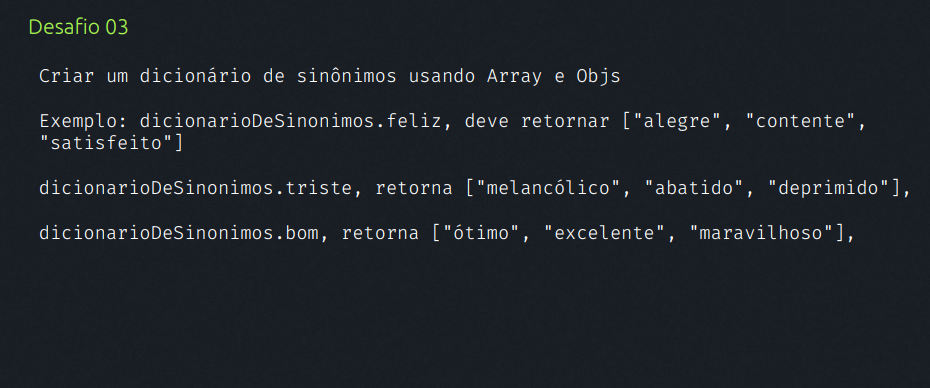 Desafio 03
Criar um dicionário de sinônimos usando Array e Objs
Exemplo: dicionarioDeSinonimos.feliz, deve retornar ["alegre", "contente",
"satisfeito"]
dicionarioDeSinonimos.triste, retorna ["melancólico", "abatido", "deprimido"],
dicionarioDeSinonimos.bom, retorna ["ótimo", "excelente", "maravilhoso"],